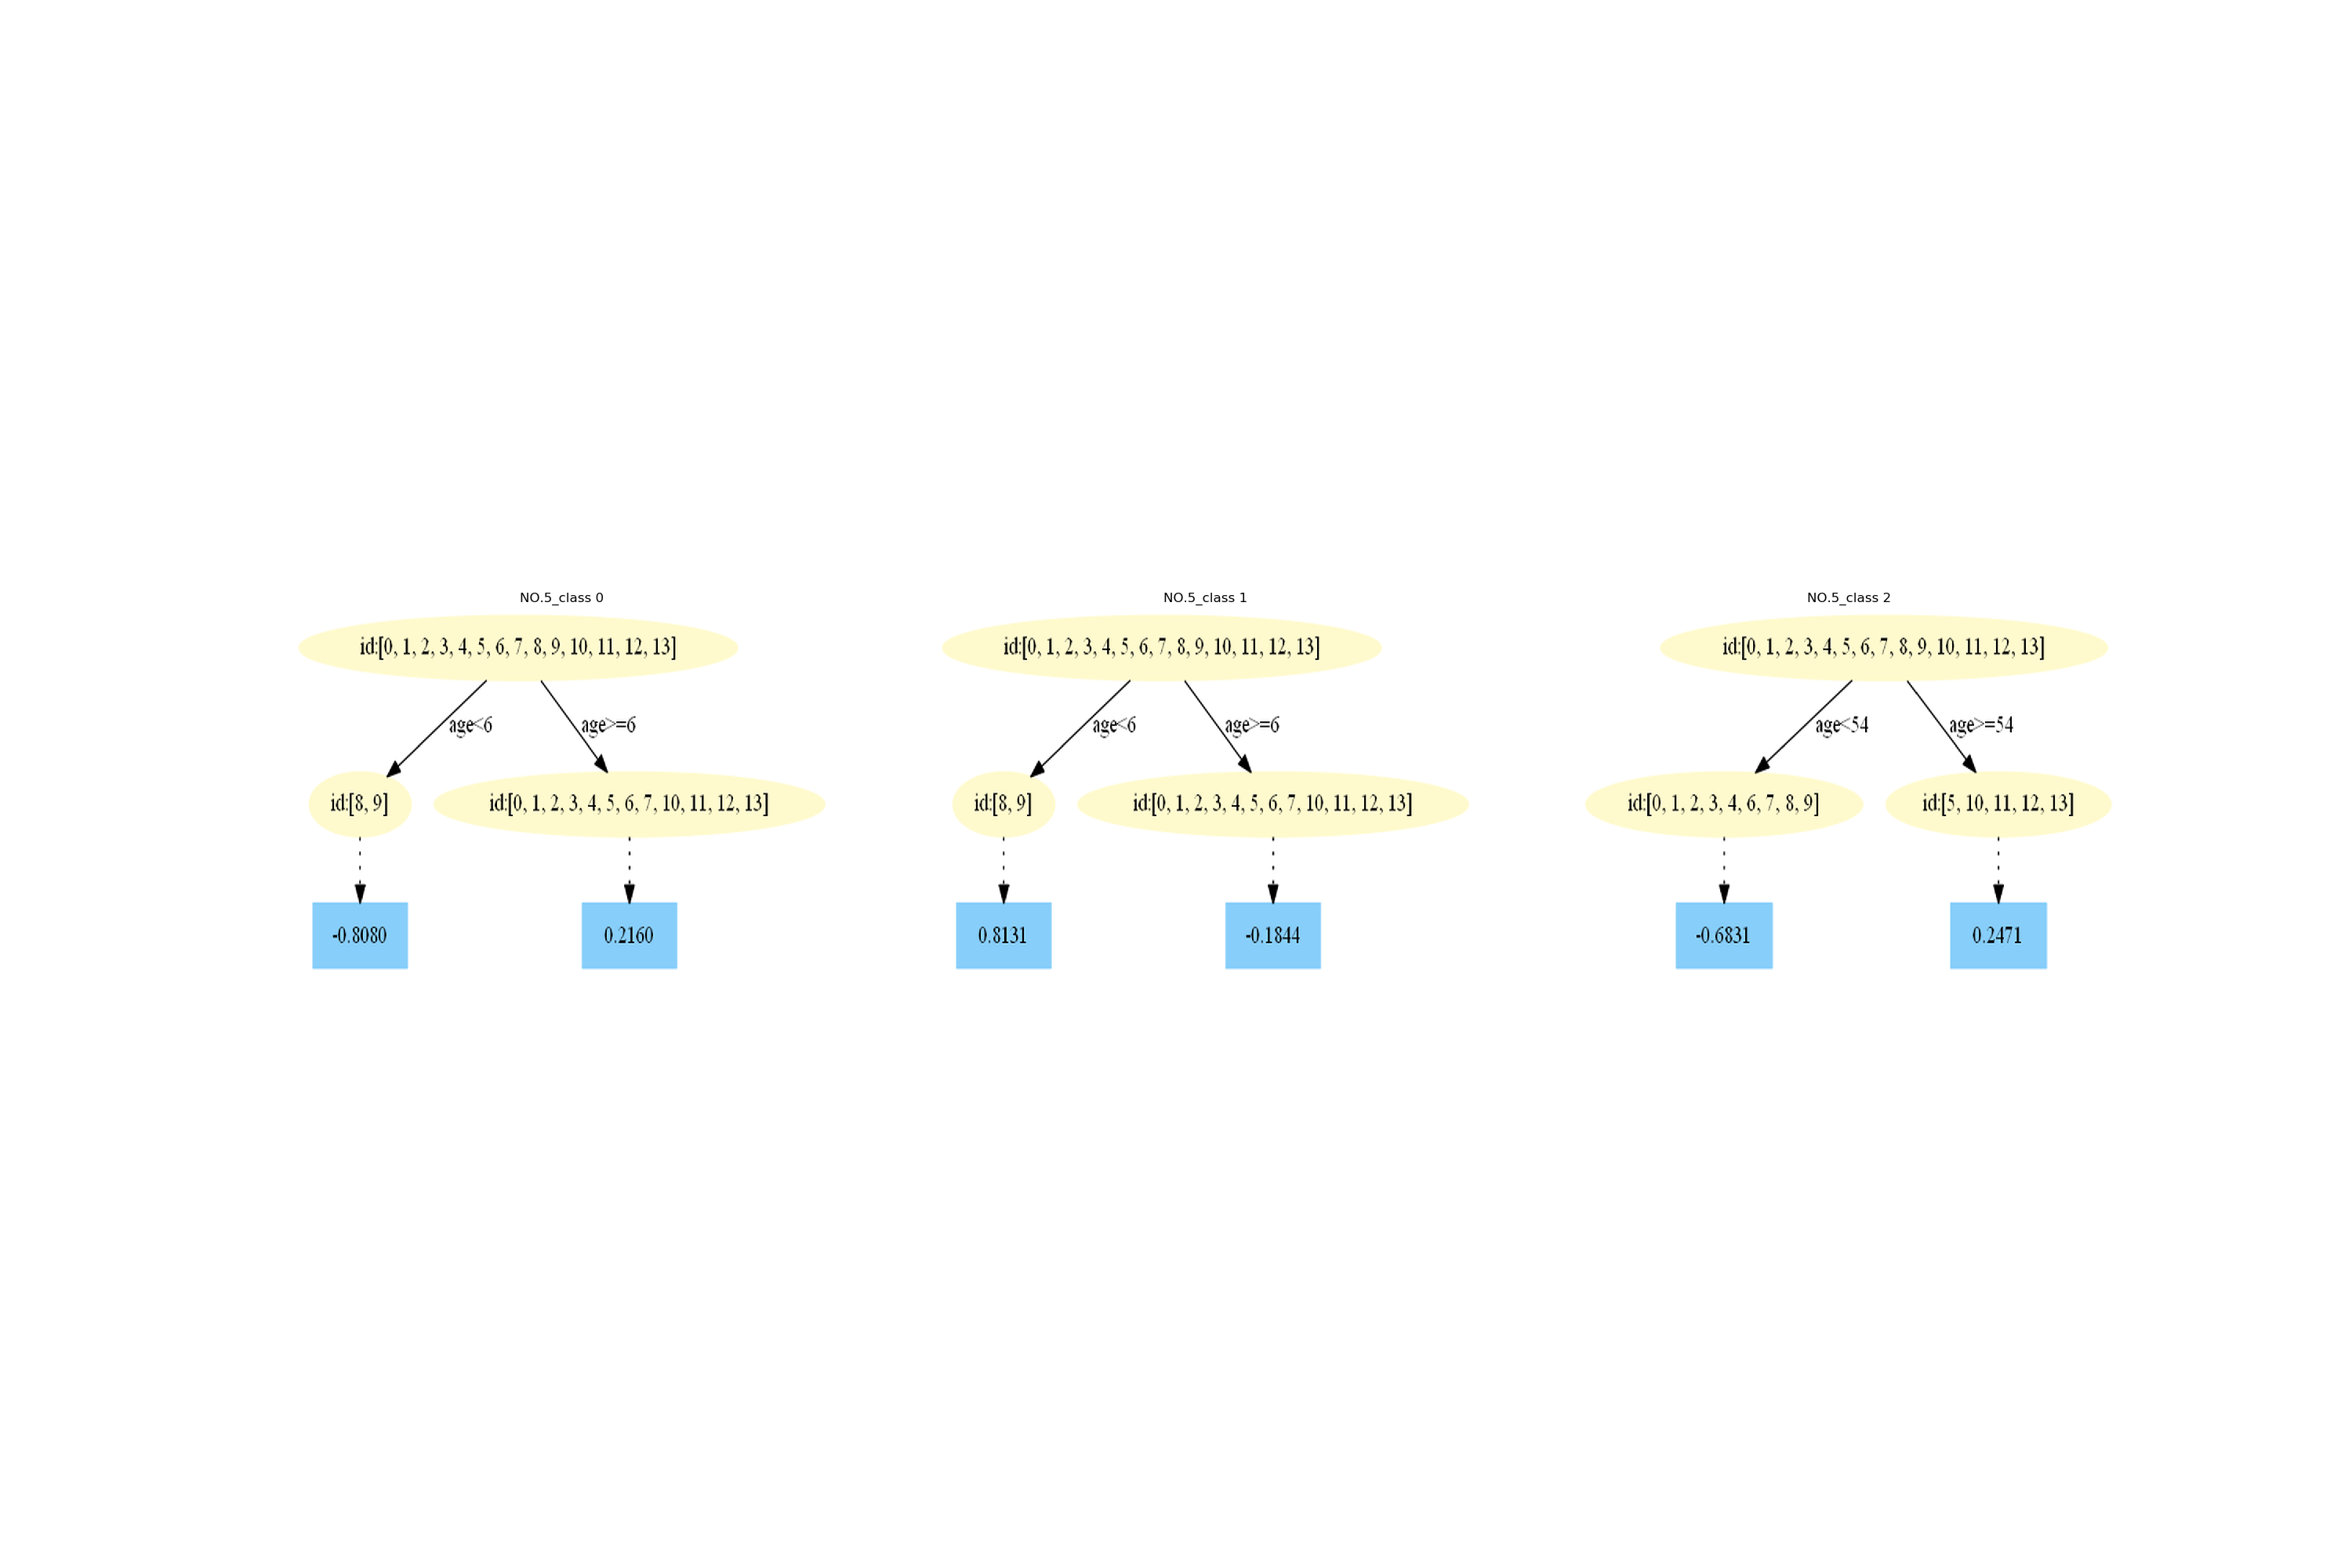 NO.5_class 0
id:[0, 1, 2, 3, 4, 5, 6, 7, 8, 9, 10, 11, 12, 13]
age<6
age>=6
id:[8, 9]
id:[0, 1, 2, 3, 4, 5, 6, 7, 10, 11, 12, 13]
-0.8080
0.2160
NO.5_class 1
id:[0, 1, 2, 3, 4, 5, 6, 7, 8, 9, 10, 11, 12, 13]
age<6
age>=6
id:[8, 9]
id:[0, 1, 2, 3, 4, 5, 6, 7, 10, 11, 12, 13]
0.8131
-0.1844
NO.5_class 2
id:[0, 1, 2, 3, 4, 5, 6, 7, 8, 9, 10, 11, 12, 13]
age<54
age>=54
id:[0, 1, 2, 3, 4, 6, 7, 8, 9]
id:[5, 10, 11, 12, 13]
-0.6831
0.2471